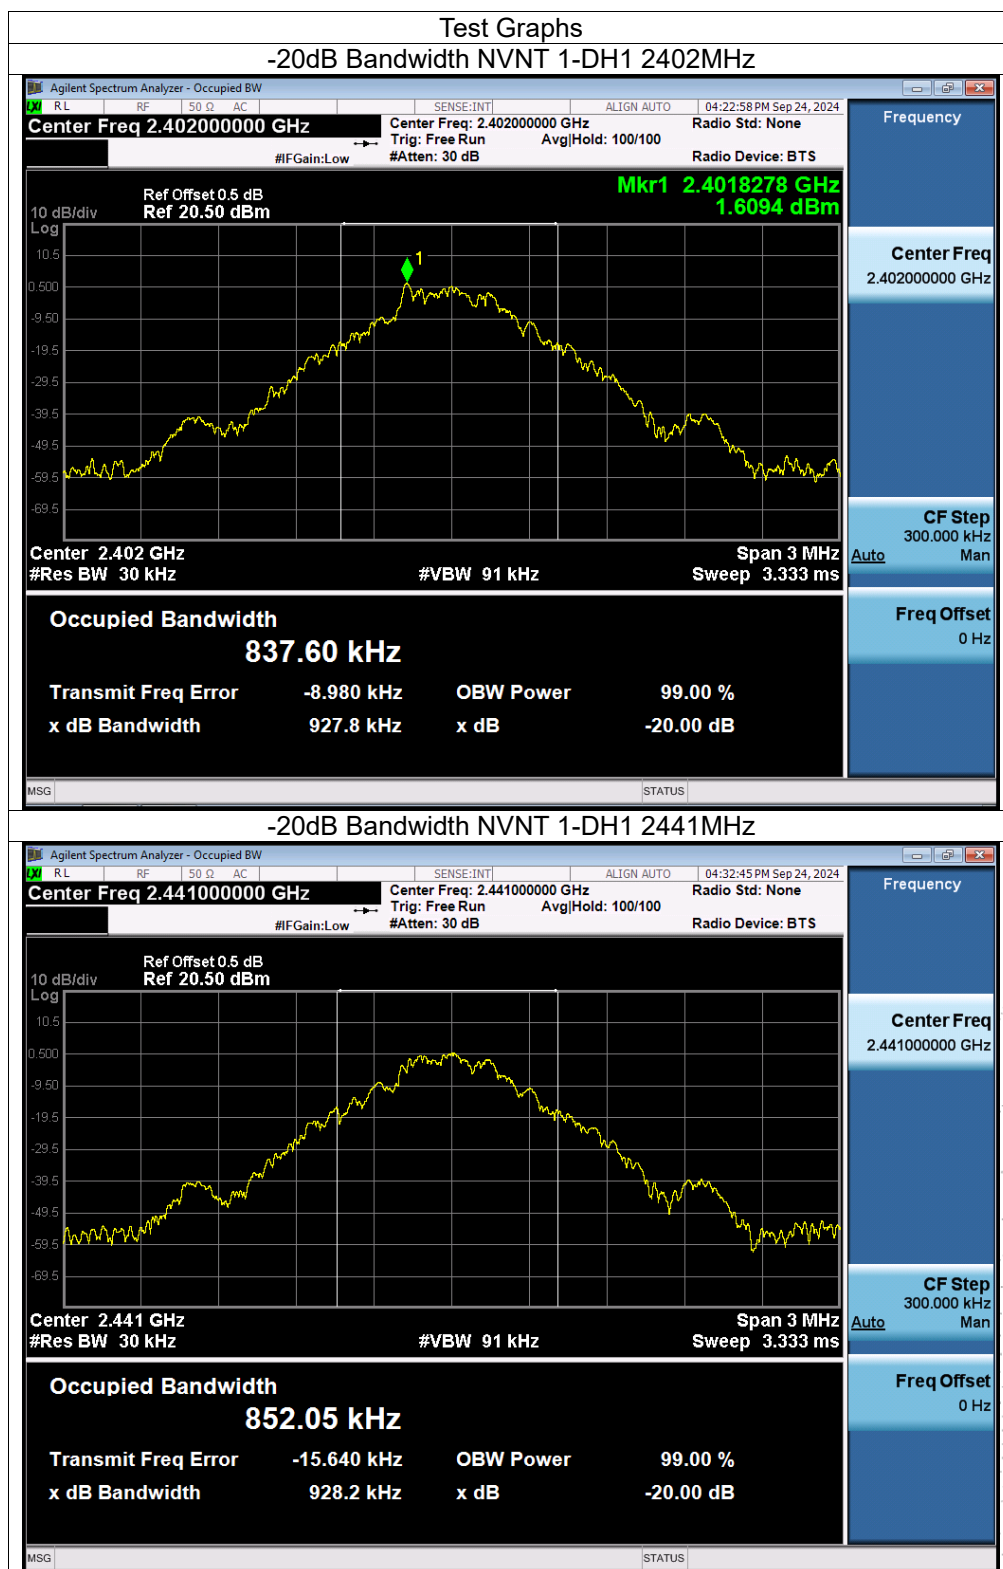 Test Graphs
-20dB Bandwidth NVNT 1-DH1 2402MHz
Agilent Spectrum Analyzer - Occupied BW
LXI RL RF 50 Ω AC SENSE:INT ALIGN AUTO 04:22:58 PM Sep 24, 2024
Center Freq 2.402000000 GHz Center Freq: 2.402000000 GHz Radio Std: None Frequency
Trig: Free Run Avg|Hold: 100/100
#IFGain:Low #Atten: 30 dB Radio Device: BTS
Mkr1 2.4018278 GHz
Ref Offset 0.5 dB
10 dB/div Ref 20.50 dBm 1.6094 dBm
Log
10.5
0.500
-9.50
-19.5
-29.5
-39.5
-49.5
-59.5
-69.5
1
Center Freq
2.402000000 GHz
Center 2.402 GHz Span 3 MHz
#Res BW 30 kHz #VBW 91 kHz Sweep 3.333 ms
CF Step
300.000 kHz
Auto Man
Occupied Bandwidth
837.60 kHz
Freq Offset
0 Hz
Transmit Freq Error -8.980 kHz OBW Power 99.00 %
x dB Bandwidth 927.8 kHz x dB -20.00 dB
MSG STATUS
-20dB Bandwidth NVNT 1-DH1 2441MHz
Agilent Spectrum Analyzer - Occupied BW
LXI RL RF 50 Ω AC SENSE:INT ALIGN AUTO 04:32:45 PM Sep 24, 2024
Center Freq 2.441000000 GHz Center Freq: 2.441000000 GHz Radio Std: None Frequency
Trig: Free Run Avg|Hold: 100/100
#IFGain:Low #Atten: 30 dB Radio Device: BTS
Ref Offset 0.5 dB
10 dB/div Ref 20.50 dBm
Log
10.5
0.500
-9.50
-19.5
-29.5
-39.5
-49.5
-59.5
-69.5
Center Freq
2.441000000 GHz
Center 2.441 GHz Span 3 MHz
#Res BW 30 kHz #VBW 91 kHz Sweep 3.333 ms
CF Step
300.000 kHz
Auto Man
Occupied Bandwidth
852.05 kHz
Freq Offset
0 Hz
Transmit Freq Error -15.640 kHz OBW Power 99.00 %
x dB Bandwidth 928.2 kHz x dB -20.00 dB
MSG STATUS